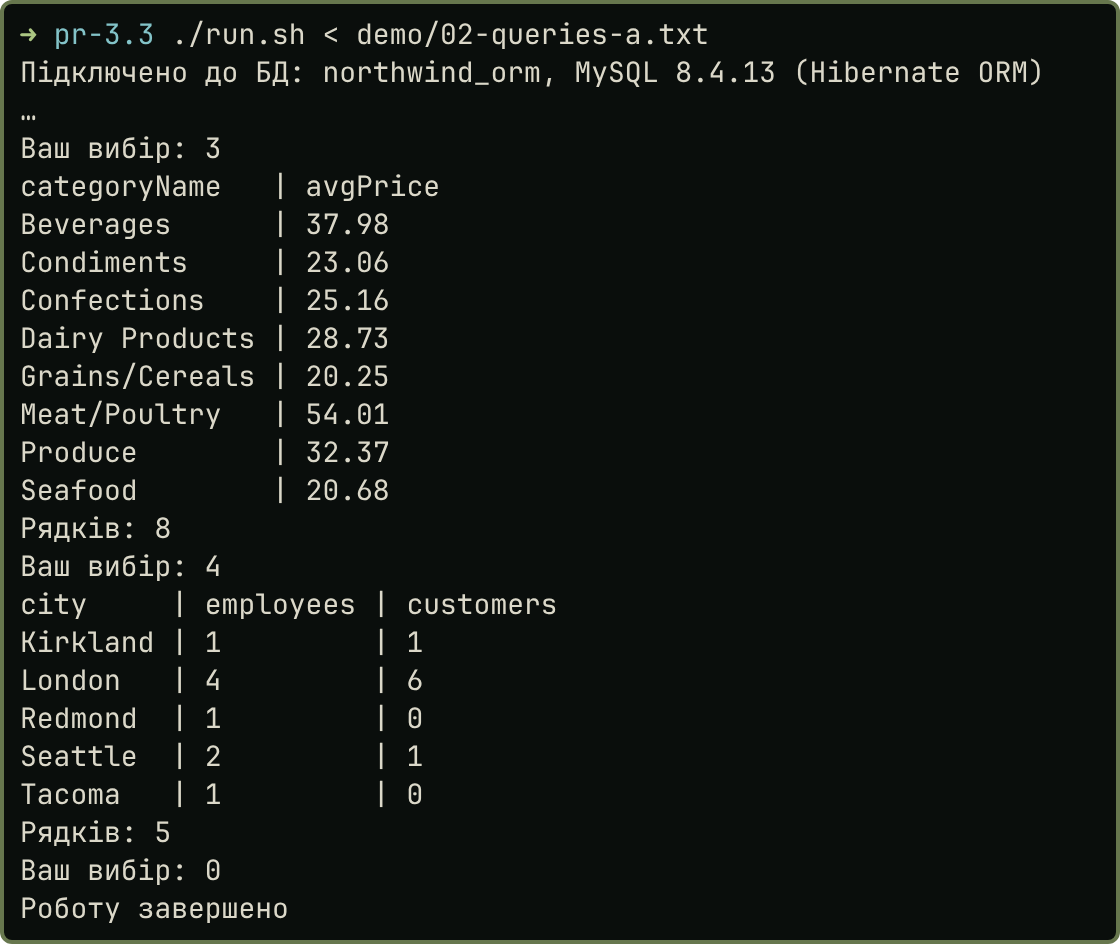 ➜ pr-3.3 ./run.sh < demo/02-queries-a.txt
Підключено до БД: northwind_orm, MySQL 8.4.13 (Hibernate ORM)
…
Ваш вибір: 3
categoryName   | avgPrice
Beverages      | 37.98
Condiments     | 23.06
Confections    | 25.16
Dairy Products | 28.73
Grains/Cereals | 20.25
Meat/Poultry   | 54.01
Produce        | 32.37
Seafood        | 20.68
Рядків: 8
Ваш вибір: 4
city     | employees | customers
Kirkland | 1         | 1
London   | 4         | 6
Redmond  | 1         | 0
Seattle  | 2         | 1
Tacoma   | 1         | 0
Рядків: 5
Ваш вибір: 0
Роботу завершено